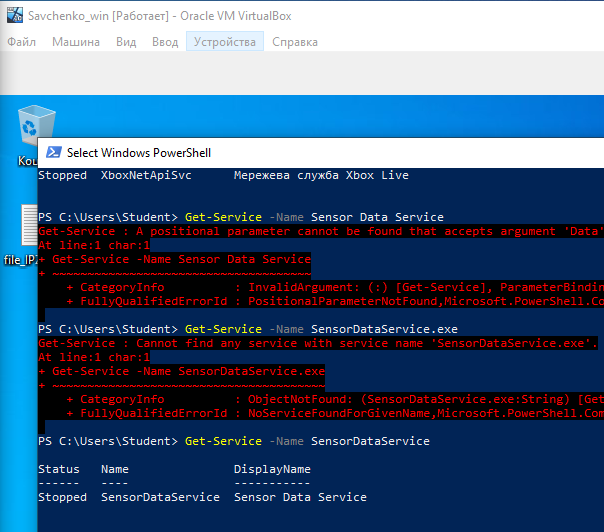 Savchenko_win [Работает] - Oracle VM VirtualBox
Файл Машина Вид Ввод Устройства Справка
Select Windows PowerShell
Stopped XboxNetApiSvc Мережева служба Xbox Live
PS C:\Users\Student> Get-Service -Name Sensor Data Service
Get-Service : A positional parameter cannot be found that accepts argument 'Data'
At line:1 char:1
+ Get-Service -Name Sensor Data Service
+ ~~~~~~~~~~~~~~~~~~~~~~~~~~~~~~~~~~~~~
+ CategoryInfo : InvalidArgument: (:) [Get-Service], ParameterBindin
+ FullyQualifiedErrorId : PositionalParameterNotFound,Microsoft.PowerShell.Co
PS C:\Users\Student> Get-Service -Name SensorDataService.exe
Get-Service : Cannot find any service with service name 'SensorDataService.exe'.
At line:1 char:1
+ Get-Service -Name SensorDataService.exe
+ ~~~~~~~~~~~~~~~~~~~~~~~~~~~~~~~~~~~~~~~
+ CategoryInfo : ObjectNotFound: (SensorDataService.exe:String) [Get
+ FullyQualifiedErrorId : NoServiceFoundForGivenName,Microsoft.PowerShell.Com
PS C:\Users\Student> Get-Service -Name SensorDataService
Status Name DisplayName
------ ---- -----------
Stopped SensorDataService Sensor Data Service